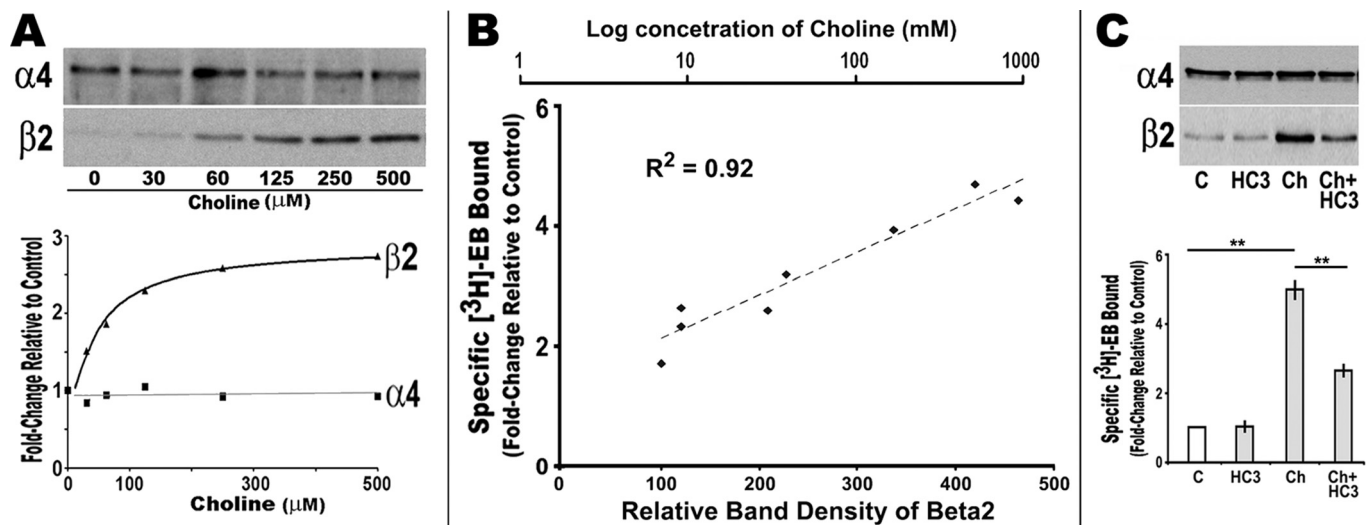 A
α4
β2
0 30 60 125 250 500
Choline (μM)
Fold-Change Relative to Control
3
2
1
0
β2
α4
0 100 300 500
Choline (μM)
B
Log concetration of Choline (mM)
1 10 100 1000
Specific [³H]-EB Bound
(Fold-Change Relative to Control)
6
4
2
0
R² = 0.92
0 100 200 300 400 500
Relative Band Density of Beta2
C
α4
β2
C HC3 Ch Ch+
HC3
Specific [³H]-EB Bound
(Fold-Change Relative to Control)
6
4
2
0
**
**
C HC3 Ch Ch+
HC3